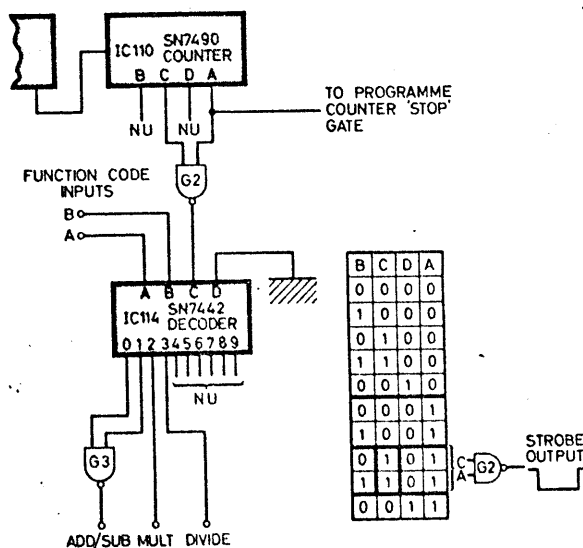 IC110 SN7490
COUNTER
B C D A
NU NU
TO PROGRAMME
COUNTER 'STOP'
GATE
G2
FUNCTION CODE
INPUTS
B
A
A B C D
IC114 SN7442
DECODER
0 1 2 3 4 5 6 7 8 9
NU
G3
ADD/SUB MULT DIVIDE
B C D A
0 0 0 0
1 0 0 0
0 1 0 0
1 1 0 0
0 0 1 0
0 0 0 1
1 0 0 1
0 1 0 1
1 1 0 1
0 0 1 1
C
A
G2
STROBE
OUTPUT